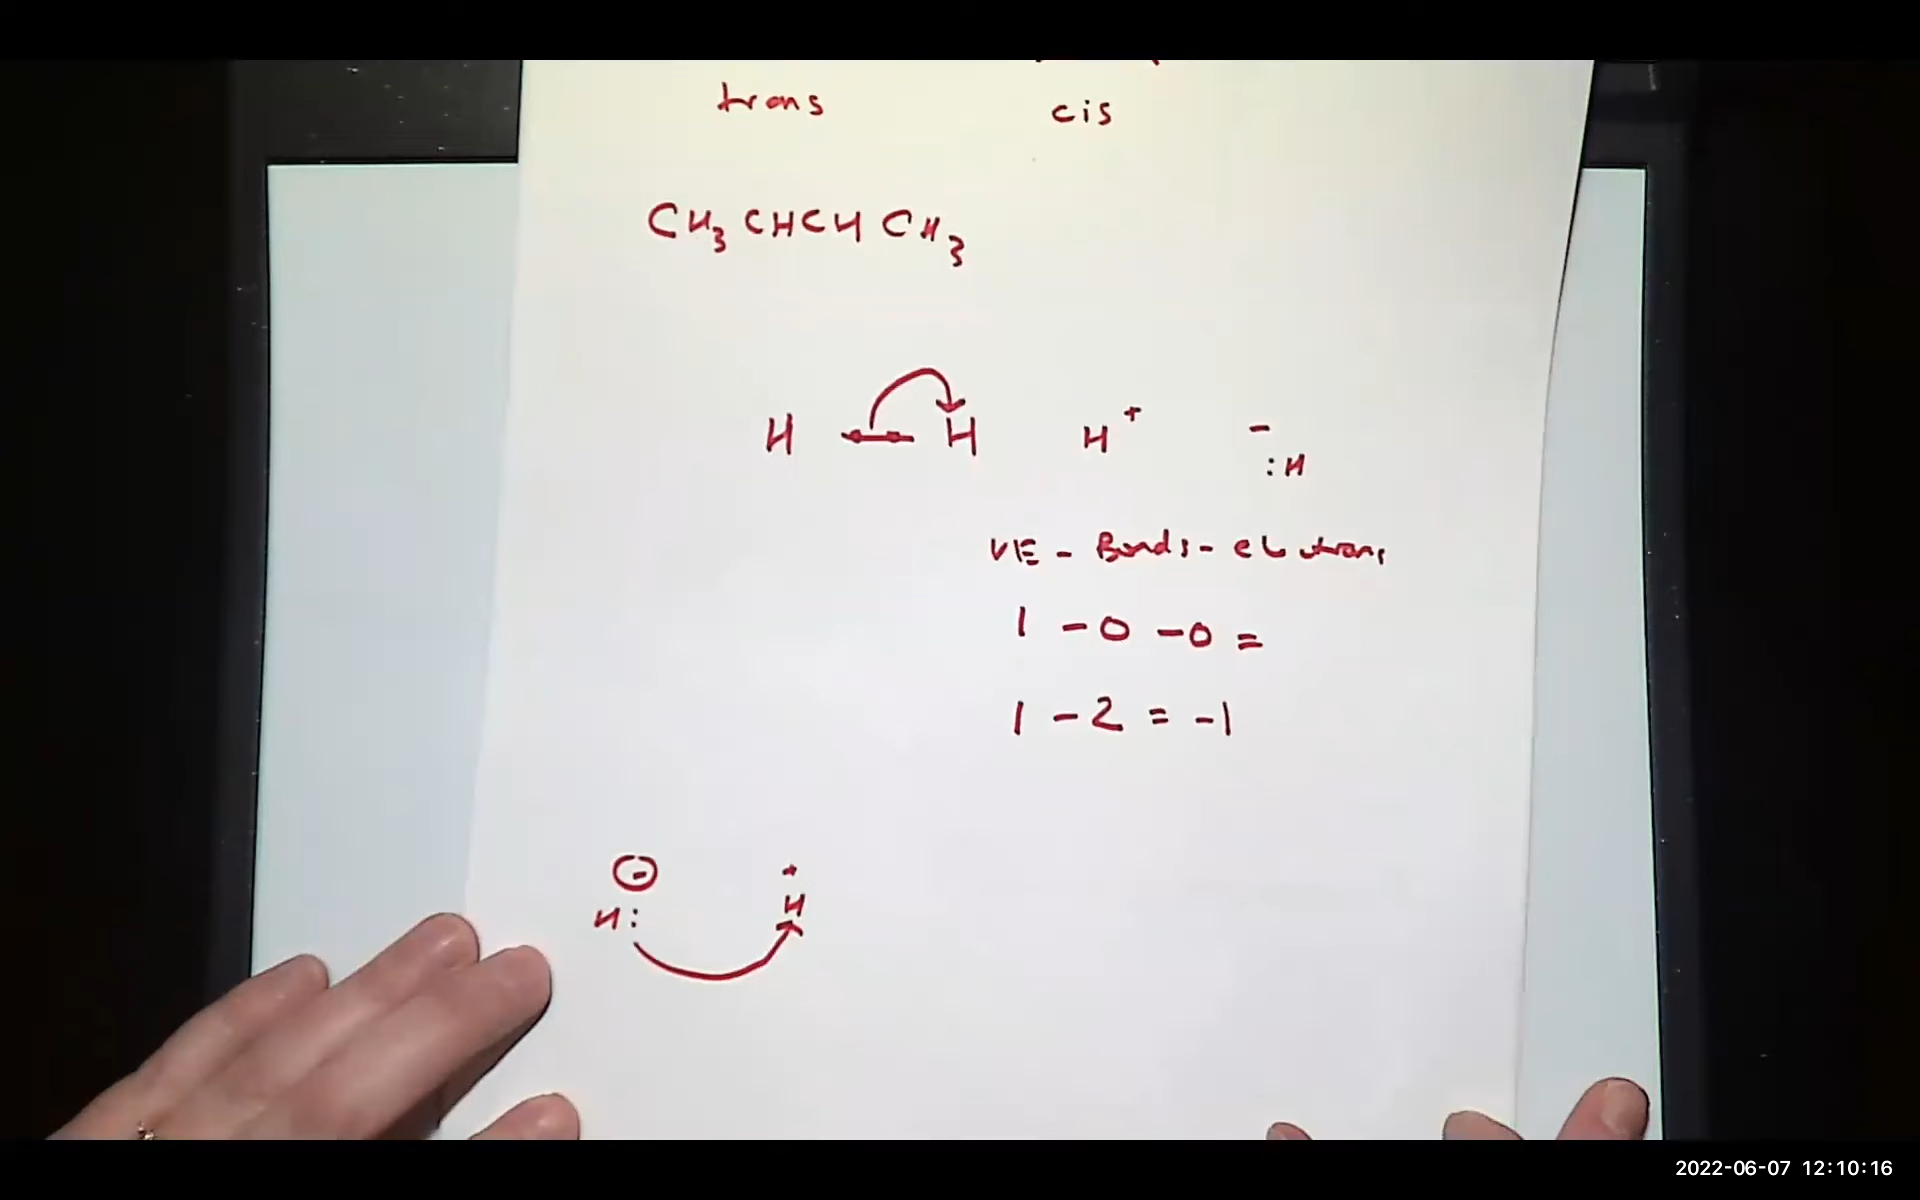 trans cis
CH₃CHCHCH₃
H H H⁺ ⁻:H
VE - Bonds - electrons
1 - 0 - 0 =
1 - 2 = -1
⊖ +
H: H
2022-06-07 12:10:16